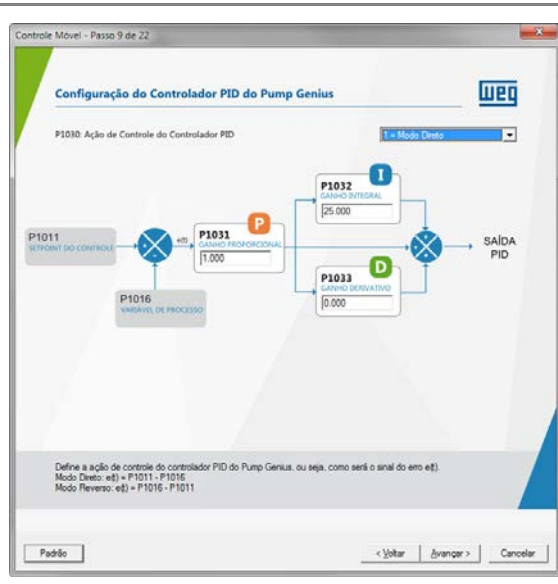 Controle Móvel - Passo 9 de 22
Configuração do Controlador PID do Pump Genius
weg
P1030: Ação de Controle do Controlador PID
1 = Modo Direto
P1011
SETPOINT DO CONTROLE
e(t)
P
P1031
GANHO PROPORCIONAL
1.000
I
P1032
GANHO INTEGRAL
25.000
D
P1033
GANHO DERIVATIVO
0.000
SAÍDA
PID
P1016
VARIÁVEL DE PROCESSO
Define a ação de controle do controlador PID do Pump Genius, ou seja, como será o sinal do erro e(t).
Modo Direto: e(t) = P1011 - P1016
Modo Reverso: e(t) = P1016 - P1011
Padrão
< Voltar
Avançar >
Cancelar